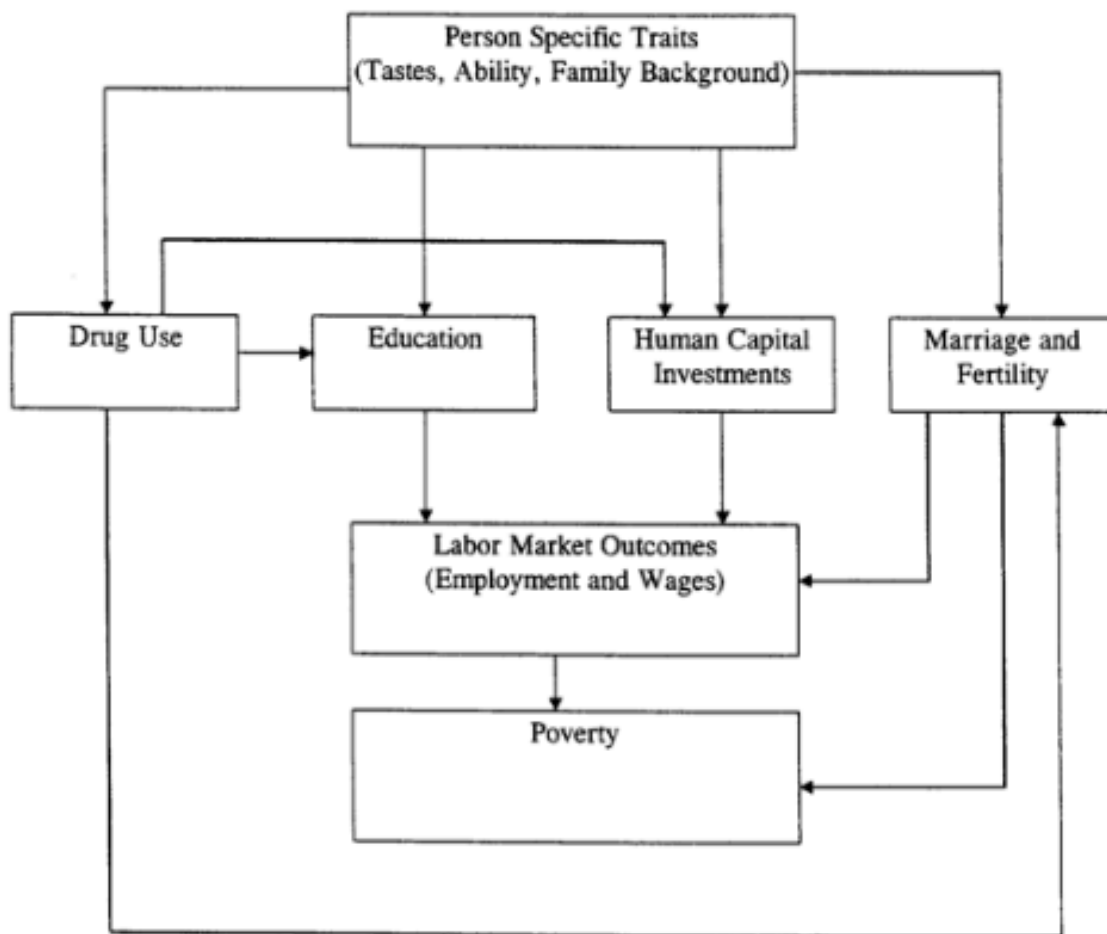 Person Specific Traits
(Tastes, Ability, Family Background)
Drug Use
Education
Human Capital
Investments
Marriage and
Fertility
Labor Market Outcomes
(Employment and Wages)
Poverty